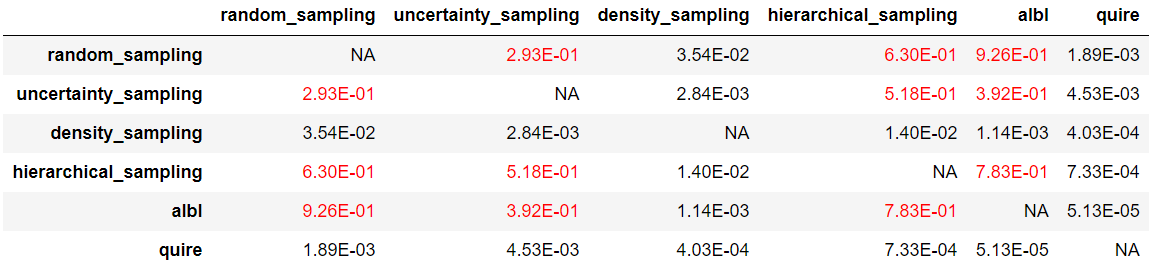 random_sampling uncertainty_sampling density_sampling hierarchical_sampling albl quire
random_sampling NA 2.93E-01 3.54E-02 6.30E-01 9.26E-01 1.89E-03
uncertainty_sampling 2.93E-01 NA 2.84E-03 5.18E-01 3.92E-01 4.53E-03
density_sampling 3.54E-02 2.84E-03 NA 1.40E-02 1.14E-03 4.03E-04
hierarchical_sampling 6.30E-01 5.18E-01 1.40E-02 NA 7.83E-01 7.33E-04
albl 9.26E-01 3.92E-01 1.14E-03 7.83E-01 NA 5.13E-05
quire 1.89E-03 4.53E-03 4.03E-04 7.33E-04 5.13E-05 NA